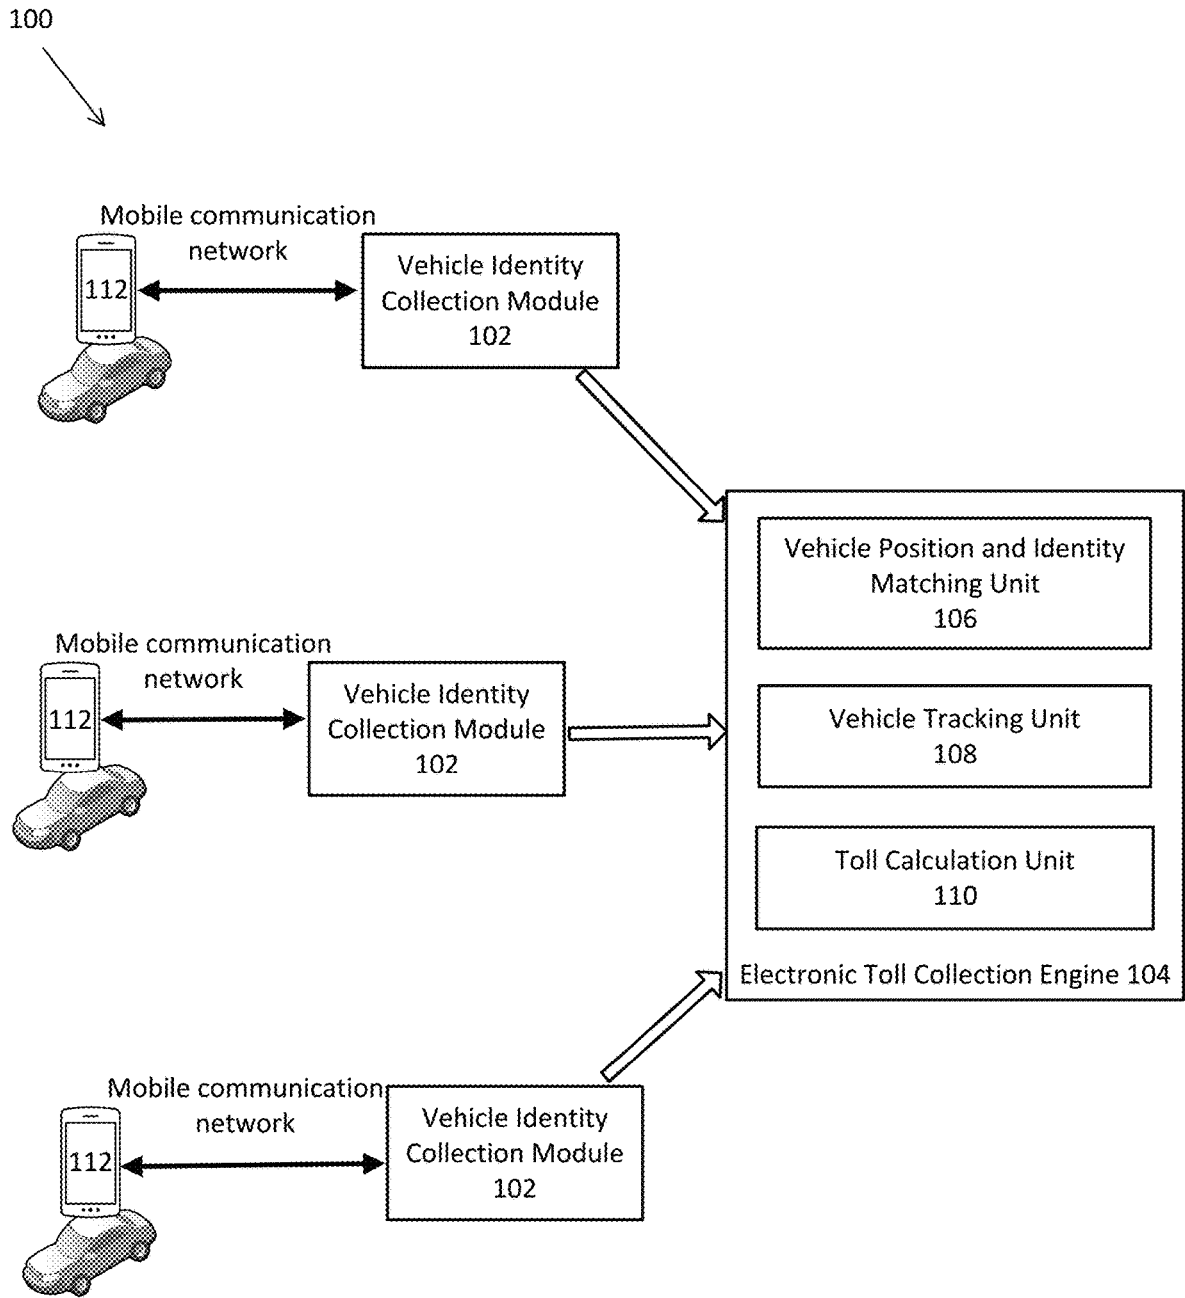 100
Mobile communication
network
112
Vehicle Identity
Collection Module
102
Vehicle Position and Identity
Matching Unit
106
Mobile communication
network
112
Vehicle Identity
Collection Module
102
Vehicle Tracking Unit
108
Toll Calculation Unit
110
Electronic Toll Collection Engine 104
Mobile communication
network
112
Vehicle Identity
Collection Module
102